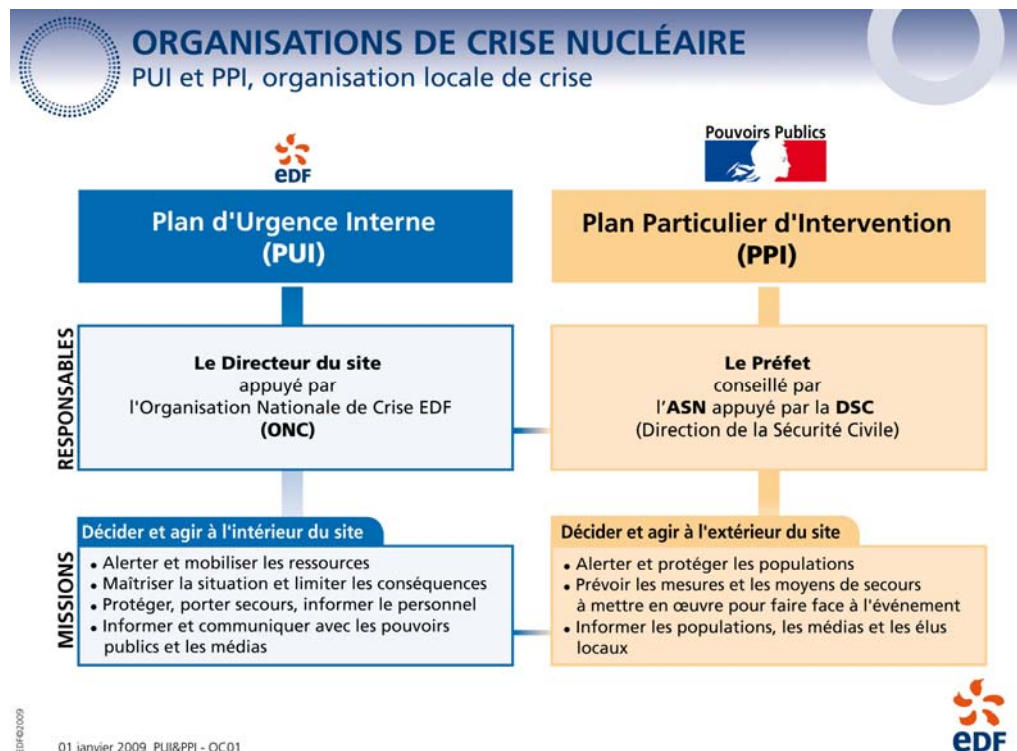 ORGANISATIONS DE CRISE NUCLÉAIRE
PUI et PPI, organisation locale de crise
eDF
Pouvoirs Publics
Plan d'Urgence Interne
(PUI)
Plan Particulier d'Intervention
(PPI)
RESPONSABLES
Le Directeur du site
appuyé par
l'Organisation Nationale de Crise EDF
(ONC)
Le Préfet
conseillé par
l'ASN appuyé par la DSC
(Direction de la Sécurité Civile)
MISSIONS
Décider et agir à l'intérieur du site
• Alerter et mobiliser les ressources
• Maîtriser la situation et limiter les conséquences
• Protéger, porter secours, informer le personnel
• Informer et communiquer avec les pouvoirs
publics et les médias
Décider et agir à l'extérieur du site
• Alerter et protéger les populations
• Prévoir les mesures et les moyens de secours
à mettre en œuvre pour faire face à l'événement
• Informer les populations, les médias et les élus
locaux
EDF©2009
01 janvier 2009 PUI&PPI - OC01
eDF